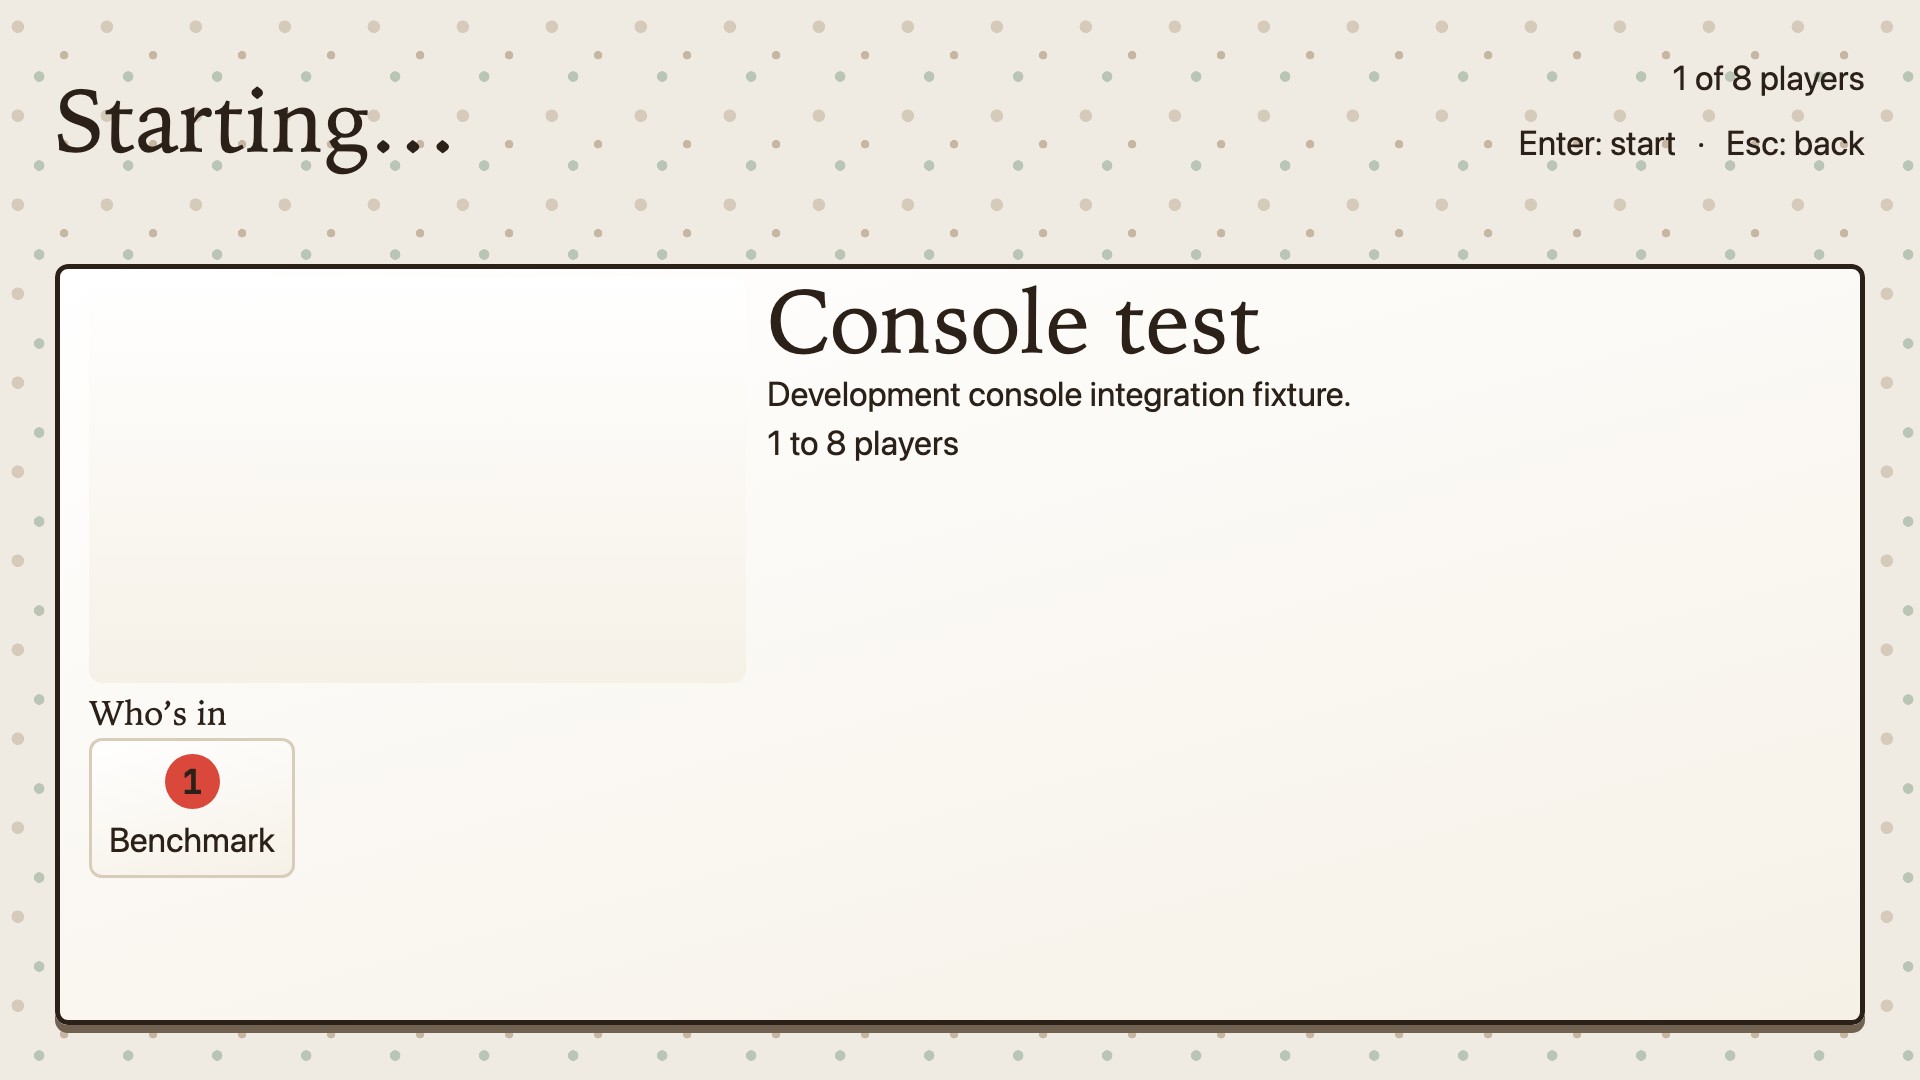 Starting...
1 of 8 players
Enter: start · Esc: back
Console test
Development console integration fixture.
1 to 8 players
Who’s in
1
Benchmark